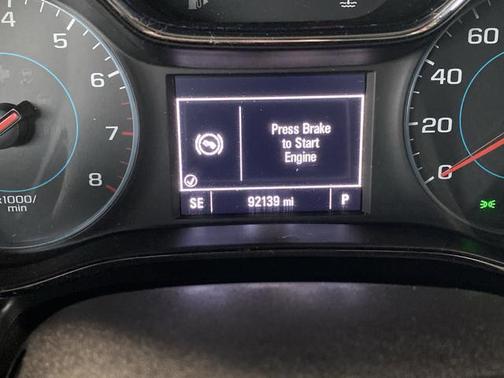 4
5
6
7
8
x1000/
min
Press Brake
to Start
Engine
SE 92139 mi P
60
40
20
0